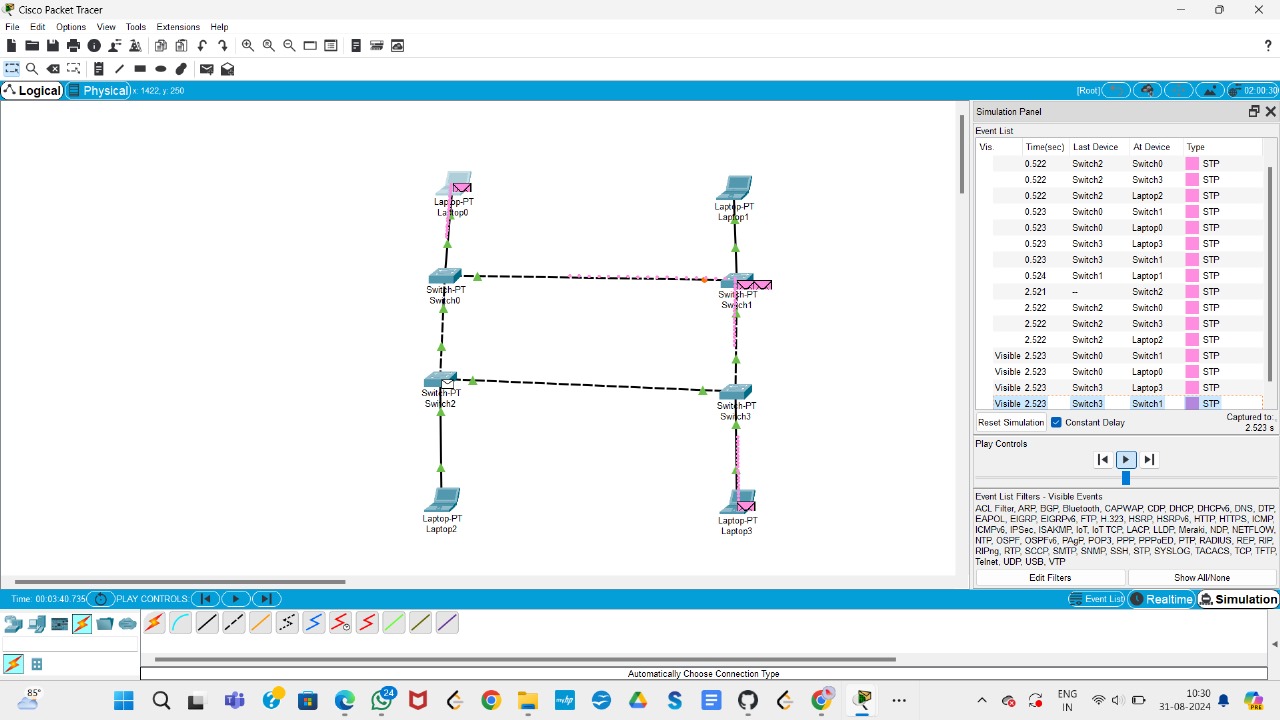 Cisco Packet Tracer
File Edit Options View Tools Extensions Help
?
Logical Physical x: 1422, y: 250 [Root] 02:00:30
Simulation Panel
Event List
Vis. Time(sec) Last Device At Device Type
0.522 Switch2 Switch0 STP
0.522 Switch2 Switch3 STP
0.522 Switch2 Laptop2 STP
0.523 Switch0 Switch1 STP
0.523 Switch0 Laptop0 STP
0.523 Switch3 Laptop3 STP
0.523 Switch3 Switch1 STP
0.524 Switch1 Laptop1 STP
2.521 -- Switch2 STP
2.522 Switch2 Switch0 STP
2.522 Switch2 Switch3 STP
2.522 Switch2 Laptop2 STP
Visible 2.523 Switch0 Switch1 STP
Visible 2.523 Switch0 Laptop0 STP
Visible 2.523 Switch3 Laptop3 STP
Visible 2.523 Switch3 Switch1 STP
Reset Simulation Constant Delay Captured to:
2.523 s
Play Controls
Event List Filters - Visible Events
ACL Filter, ARP, BGP, Bluetooth, CAPWAP, CDP, DHCP, DHCPv6, DNS, DTP,
EAPOL, EIGRP, EIGRPv6, FTP, H.323, HSRP, HSRPv6, HTTP, HTTPS, ICMP,
ICMPv6, IPSec, ISAKMP, IoT, IoT TCP, LACP, LLDP, Meraki, NDP, NETFLOW,
NTP, OSPF, OSPFv6, PAgP, POP3, PPP, PPPoED, PTP, RADIUS, REP, RIP,
RIPng, RTP, SCCP, SMTP, SNMP, SSH, STP, SYSLOG, TACACS, TCP, TFTP,
Telnet, UDP, USB, VTP
Edit Filters Show All/None
Laptop-PT
Laptop0
Laptop-PT
Laptop1
Switch-PT
Switch0
Switch-PT
Switch1
Switch-PT
Switch2
Switch-PT
Switch3
Laptop-PT
Laptop2
Laptop-PT
Laptop3
Time: 00:03:40.735 PLAY CONTROLS: Event List Realtime Simulation
Automatically Choose Connection Type
85°
24
ENG
IN
10:30
31-08-2024